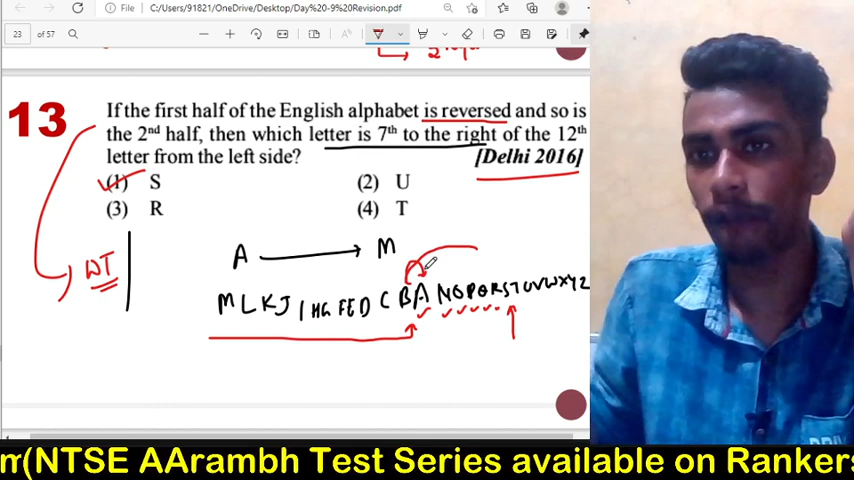 C:/Users/91821/OneDrive/Desktop/Day%20-9%20Revision.pdf
23 of 57
13
If the first half of the English alphabet is reversed and so is
the 2nd half, then which letter is 7th to the right of the 12th
letter from the left side?
[Delhi 2016]
(1) S
(2) U
(3) R
(4) T
WT
A M
M L K J I H G F E D C B A N O P Q R S T U V W X Y Z
m(NTSE AArambh Test Series available on Rankers